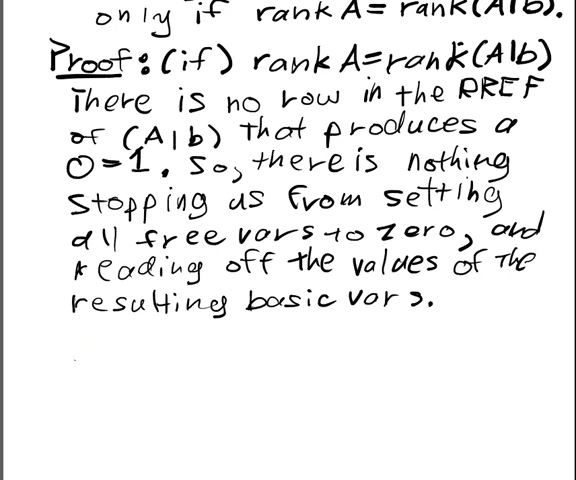 only if rank A = rank(A|b).
Proof: (if) rank A = rank(A|b)
There is no row in the RREF
of (A|b) that produces a
0=1. So, there is nothing
stopping us from setting
all free vars to zero, and
reading off the values of the
resulting basic vars.